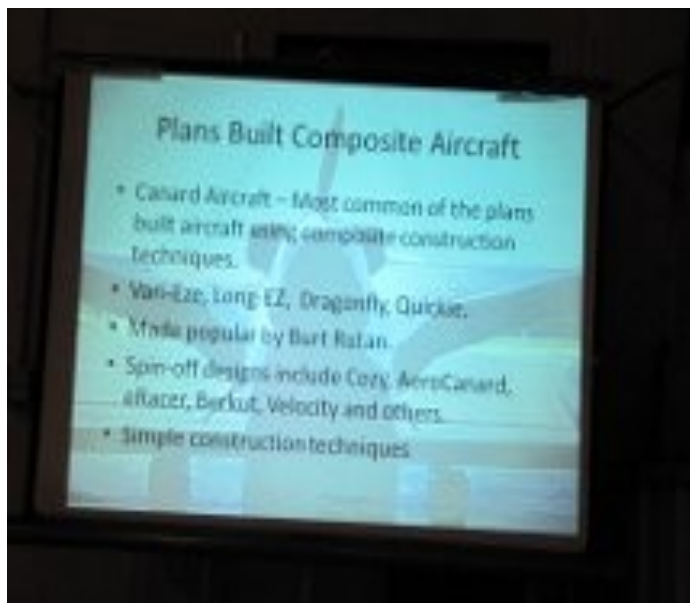 Plans Built Composite Aircraft
• Canard Aircraft – Most common of the plans
built aircraft using composite construction
techniques.
• Vari-Eze, Long-EZ, Dragonfly, Quickie.
• Made popular by Burt Rutan.
• Spin-off designs include Cozy, AeroCanard,
eRacer, Berkut, Velocity and others.
• Simple construction techniques